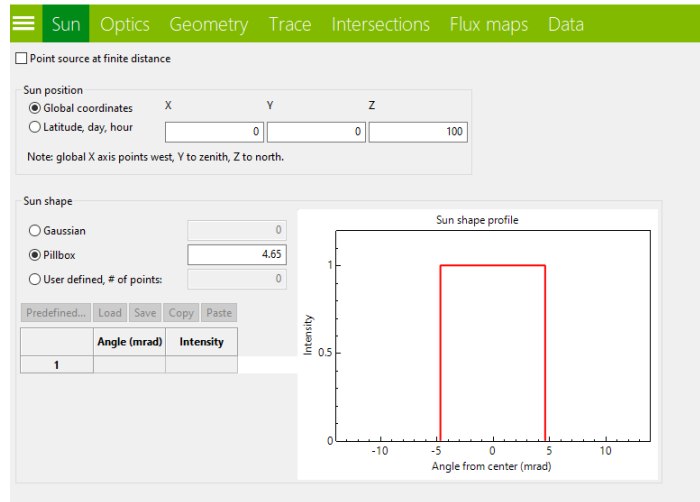 Sun Optics Geometry Trace Intersections Flux maps Data
Point source at finite distance
Sun position
Global coordinates X Y Z
Latitude, day, hour 0 0 100
Note: global X axis points west, Y to zenith, Z to north.
Sun shape
Gaussian 0
Pillbox 4.65
User defined, # of points: 0
Predefined... Load Save Copy Paste
Angle (mrad) Intensity
1
Sun shape profile
Intensity
1
0.5
0
-10 -5 0 5 10
Angle from center (mrad)